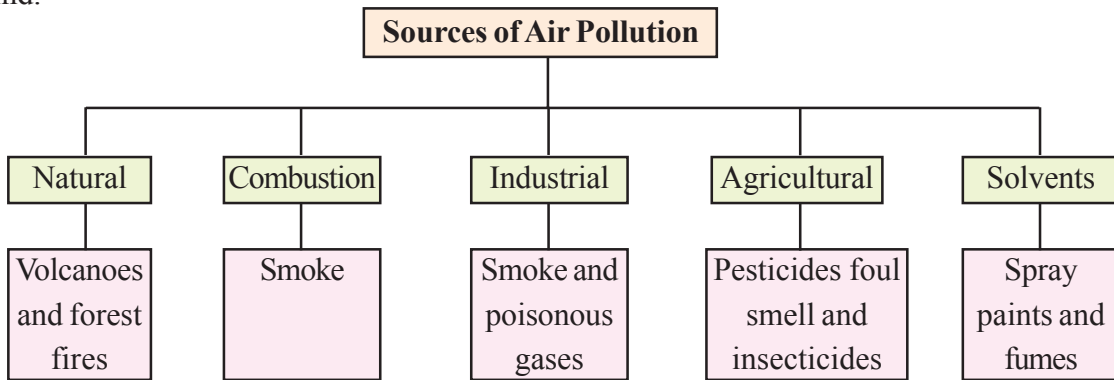 Sources of Air Pollution
Natural
Combustion
Industrial
Agricultural
Solvents
Volcanoes
and forest
fires
Smoke
Smoke and
poisonous
gases
Pesticides foul
smell and
insecticides
Spray
paints and
fumes